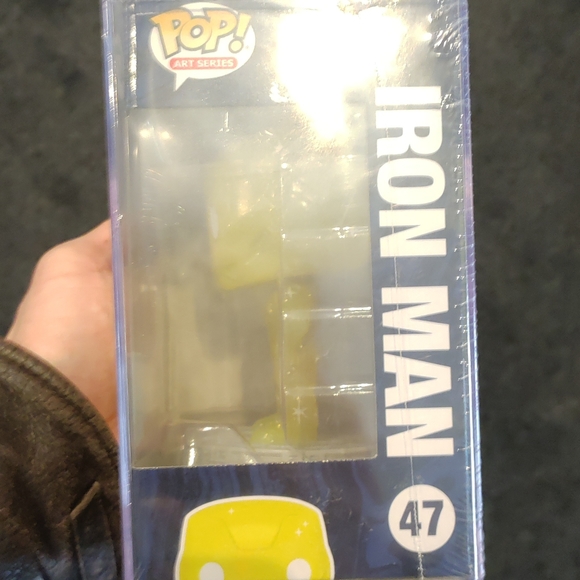 POP!
ART SERIES
IRON MAN
47